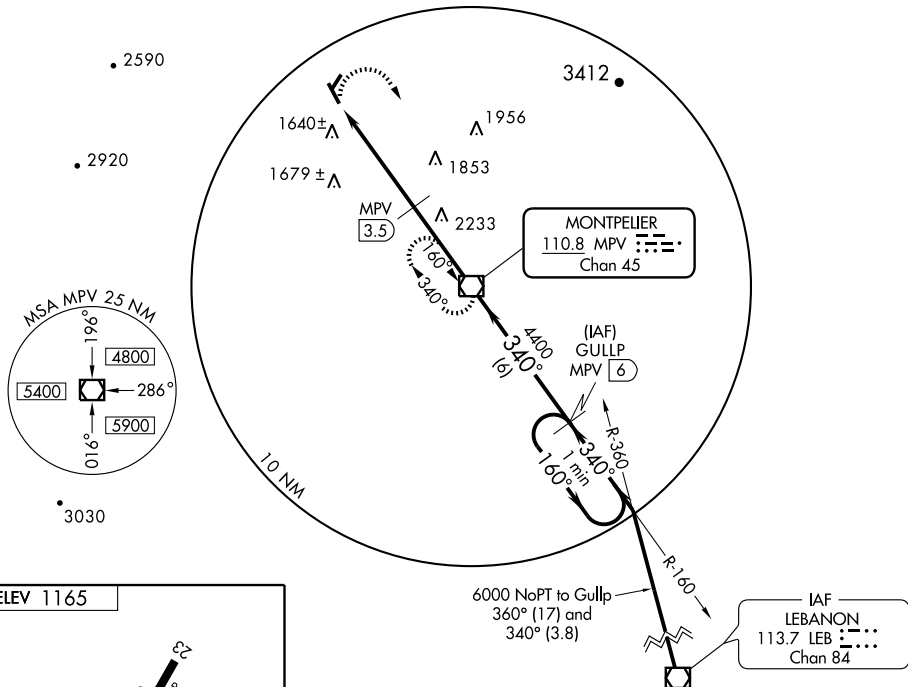 2590
3412
1640±
1956
2920
1853
1679 ±
MPV
3.5
2233
MONTPELIER
110.8 MPV
Chan 45
160°
340°
MSA MPV 25 NM
196°
4800
5400
286°
5900
016°
4400
340°
(6)
(IAF)
GULLP
MPV 6
R-360
340°
1 min
160°
10 NM
3030
R-160
6000 NoPT to Gullp
360° (17) and
340° (3.8)
IAF
LEBANON
113.7 LEB
Chan 84
ELEV 1165
23